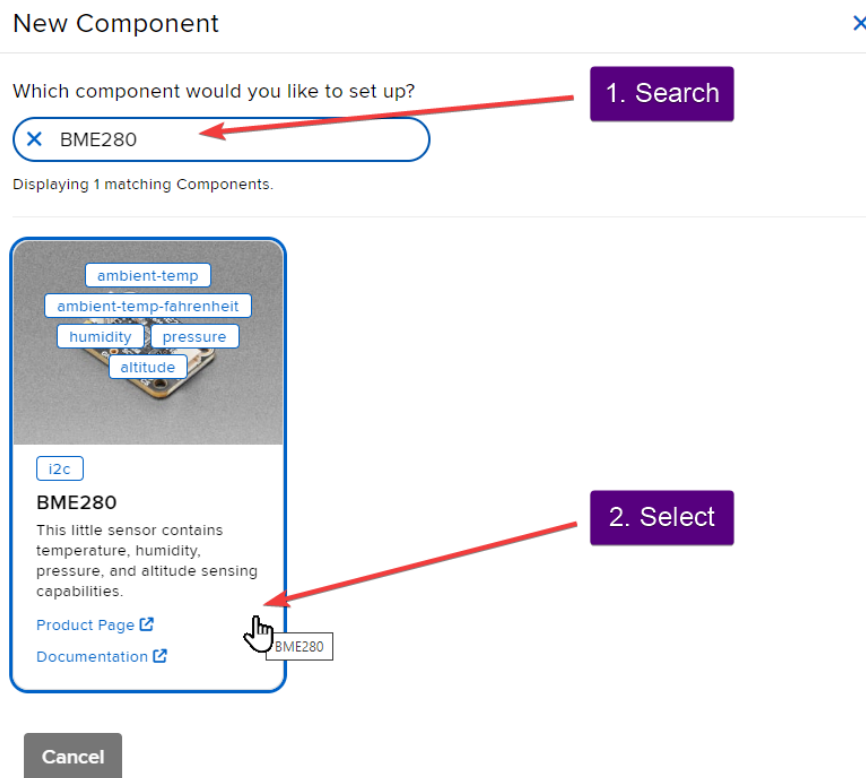 New Component
Which component would you like to set up?
1. Search
BME280
Displaying 1 matching Components.
ambient-temp
ambient-temp-fahrenheit
humidity pressure
altitude
i2c
BME280
This little sensor contains
temperature, humidity,
pressure, and altitude sensing
capabilities.
2. Select
Product Page
BME280
Documentation
Cancel